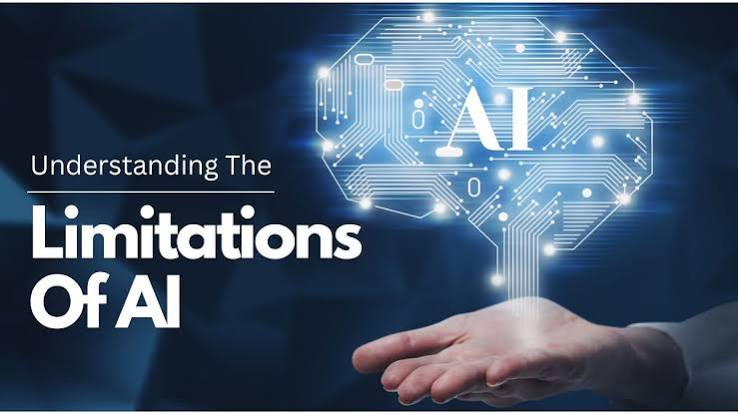 Understanding The
Limitations
Of AI
AI